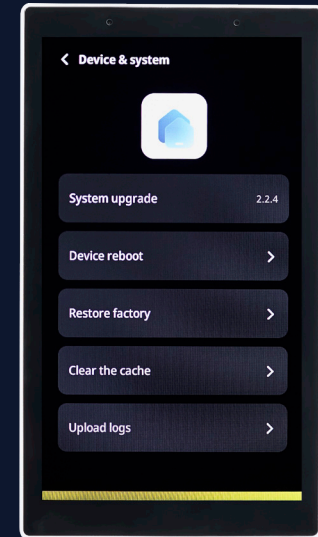 Device & system
System upgrade 2.2.4
Device reboot
Restore factory
Clear the cache
Upload logs